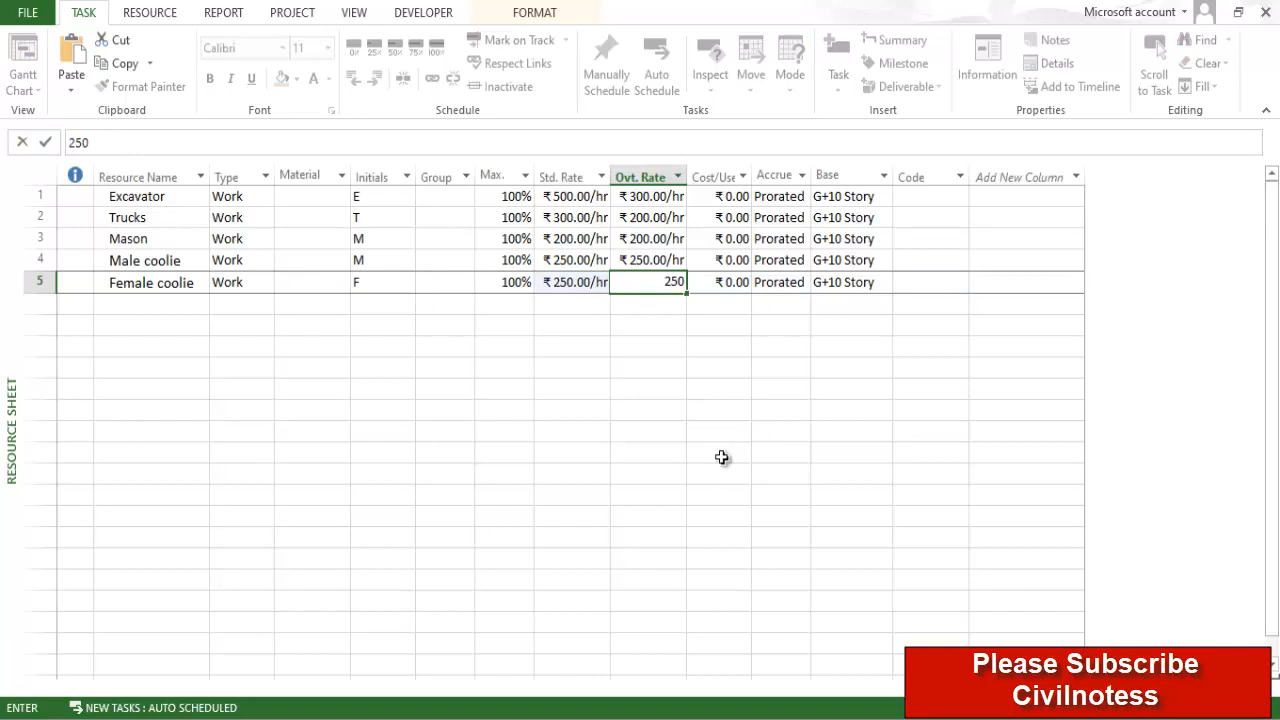 FILE TASK RESOURCE REPORT PROJECT VIEW DEVELOPER FORMAT Microsoft account
Gantt Chart
View
Paste
Cut
Copy
Format Painter
Clipboard
Calibri 11
B I U A
Font
0% 25% 50% 75% 100%
Mark on Track
Respect Links
Inactivate
Schedule
Manually Schedule
Auto Schedule
Inspect
Move
Mode
Tasks
Task
Summary
Milestone
Deliverable
Insert
Information
Notes
Details
Add to Timeline
Properties
Scroll to Task
Find
Clear
Fill
Editing
250
Resource Name Type Material Initials Group Max. Std. Rate Ovt. Rate Cost/Use Accrue Base Code Add New Column
1 Excavator Work E 100% ₹ 500.00/hr ₹ 300.00/hr ₹ 0.00 Prorated G+10 Story
2 Trucks Work T 100% ₹ 300.00/hr ₹ 200.00/hr ₹ 0.00 Prorated G+10 Story
3 Mason Work M 100% ₹ 200.00/hr ₹ 200.00/hr ₹ 0.00 Prorated G+10 Story
4 Male coolie Work M 100% ₹ 250.00/hr ₹ 250.00/hr ₹ 0.00 Prorated G+10 Story
5 Female coolie Work F 100% ₹ 250.00/hr 250 ₹ 0.00 Prorated G+10 Story
RESOURCE SHEET
Please Subscribe
Civilnotess
ENTER NEW TASKS : AUTO SCHEDULED